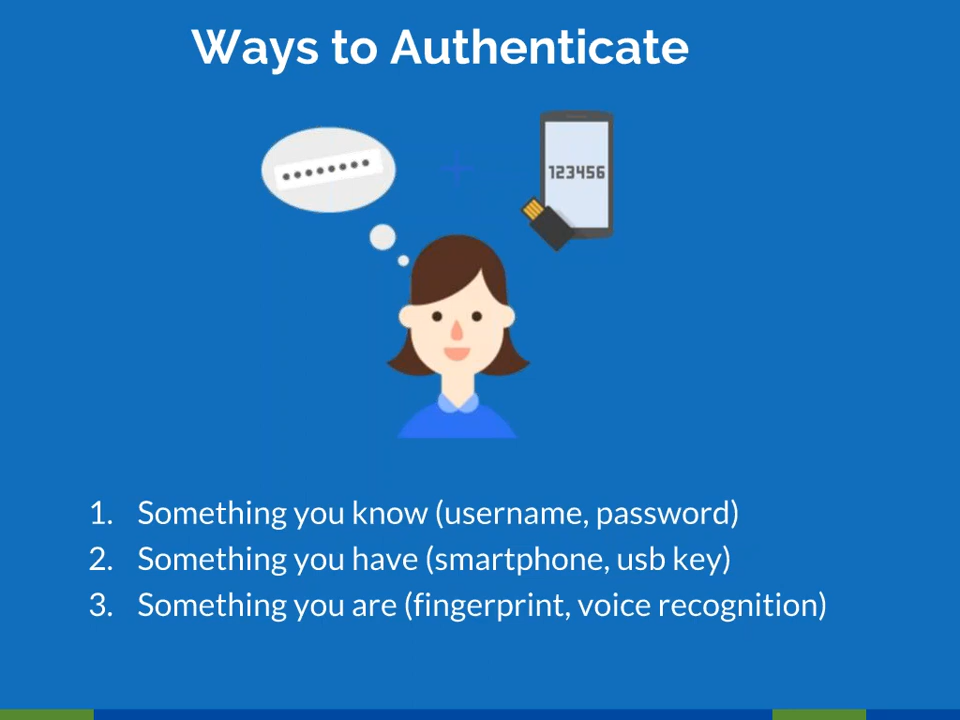 Ways to Authenticate
123456
1. Something you know (username, password)
2. Something you have (smartphone, usb key)
3. Something you are (fingerprint, voice recognition)